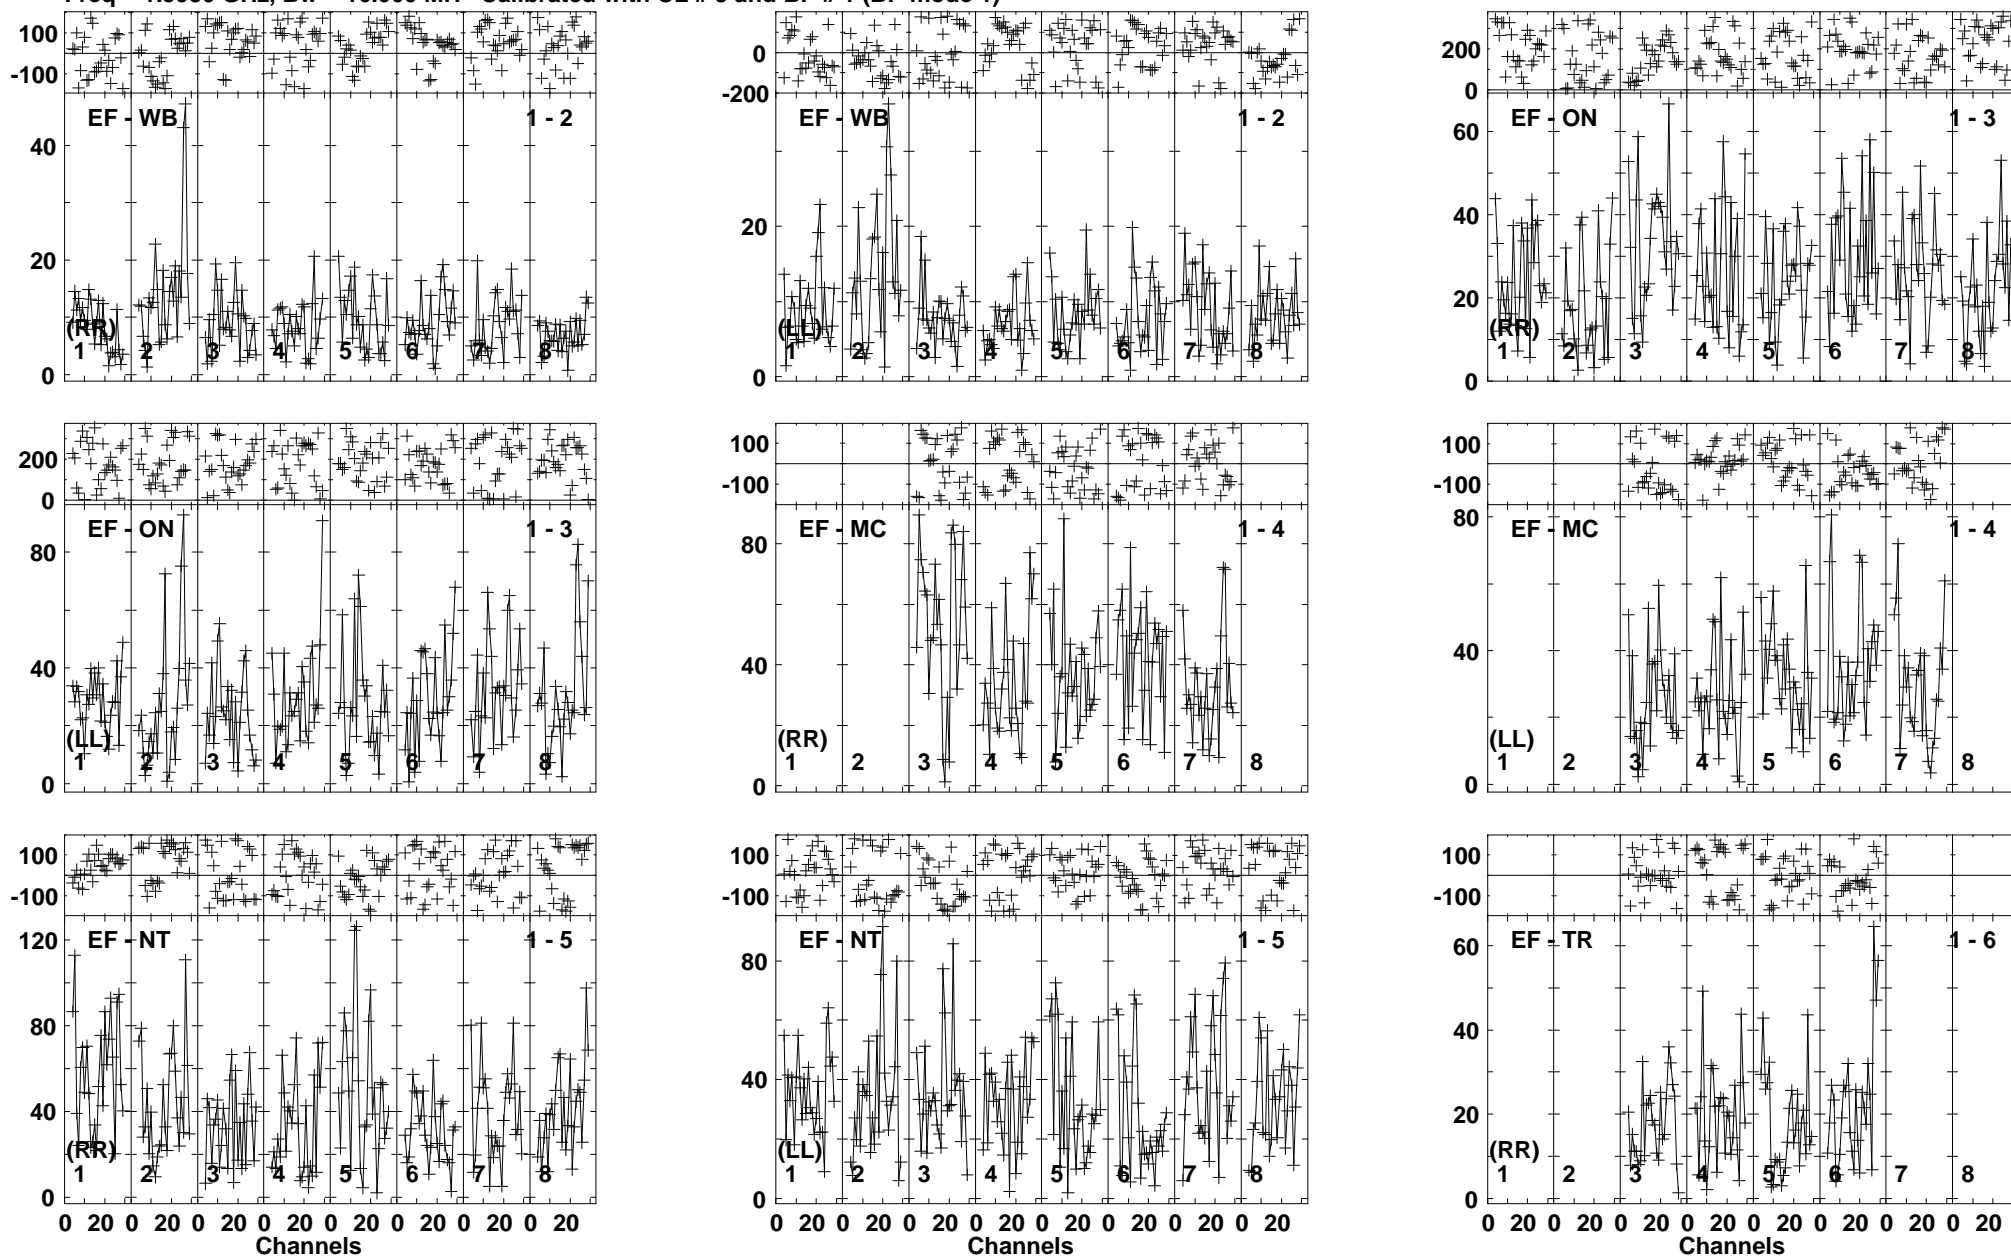 100 -100 EF - WB 1 - 2 40 20 0 (RR) 1 2 3 4 5 6 7 8
0 -200 EF - WB 1 - 2 20 0 (LL) 1 2 3 4 5 6 7 8
200 0 EF - ON 1 - 3 60 40 20 0 (RR) 1 2 3 4 5 6 7 8
200 0 EF - ON 1 - 3 80 40 0 (LL) 1 2 3 4 5 6 7 8
100 -100 EF - MC 1 - 4 80 40 0 (RR) 1 2 3 4 5 6 7 8
100 -100 EF - MC 1 - 4 80 40 0 (LL) 1 2 3 4 5 6 7 8
100 -100 EF - NT 1 - 5 120 80 40 0 (RR) 1 2 3 4 5 6 7 8
100 -100 EF - NT 1 - 5 80 40 0 (LL) 1 2 3 4 5 6 7 8
100 -100 EF - TR 1 - 6 60 40 20 0 (RR) 1 2 3 4 5 6 7 8
0 20 0 20 0 20 0 20 0 20 0 20 0 20 0 20
Channels
0 20 0 20 0 20 0 20 0 20 0 20 0 20 0 20
Channels
0 20 0 20 0 20 0 20 0 20 0 20 0 20 0 20
Channels